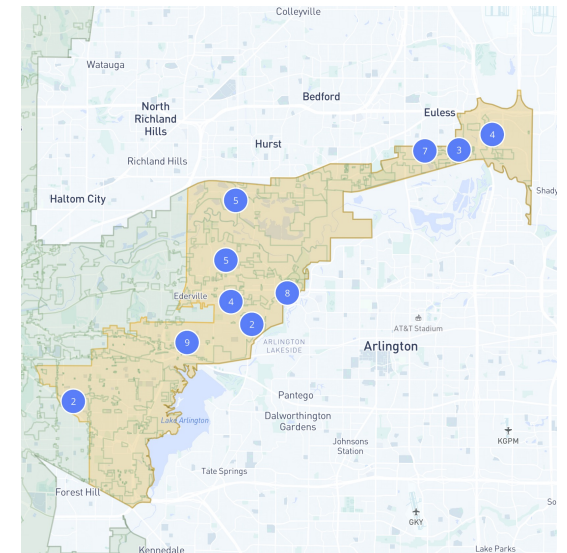 Colleyville
Watauga
Bedford
North
Richland
Hills
Euless
4
7
3
Hurst
Richland Hills
Shady
Haltom City
5
5
Ederville
4
8
2
AT&T Stadium
9
ARLINGTON
LAKESIDE
Arlington
2
Pantego
Lake Arlington
Dalworthington
Gardens
Johnsons
Station
KGPM
Tate Springs
Forest Hill
So
GKY
Kennedale
Lake Parks